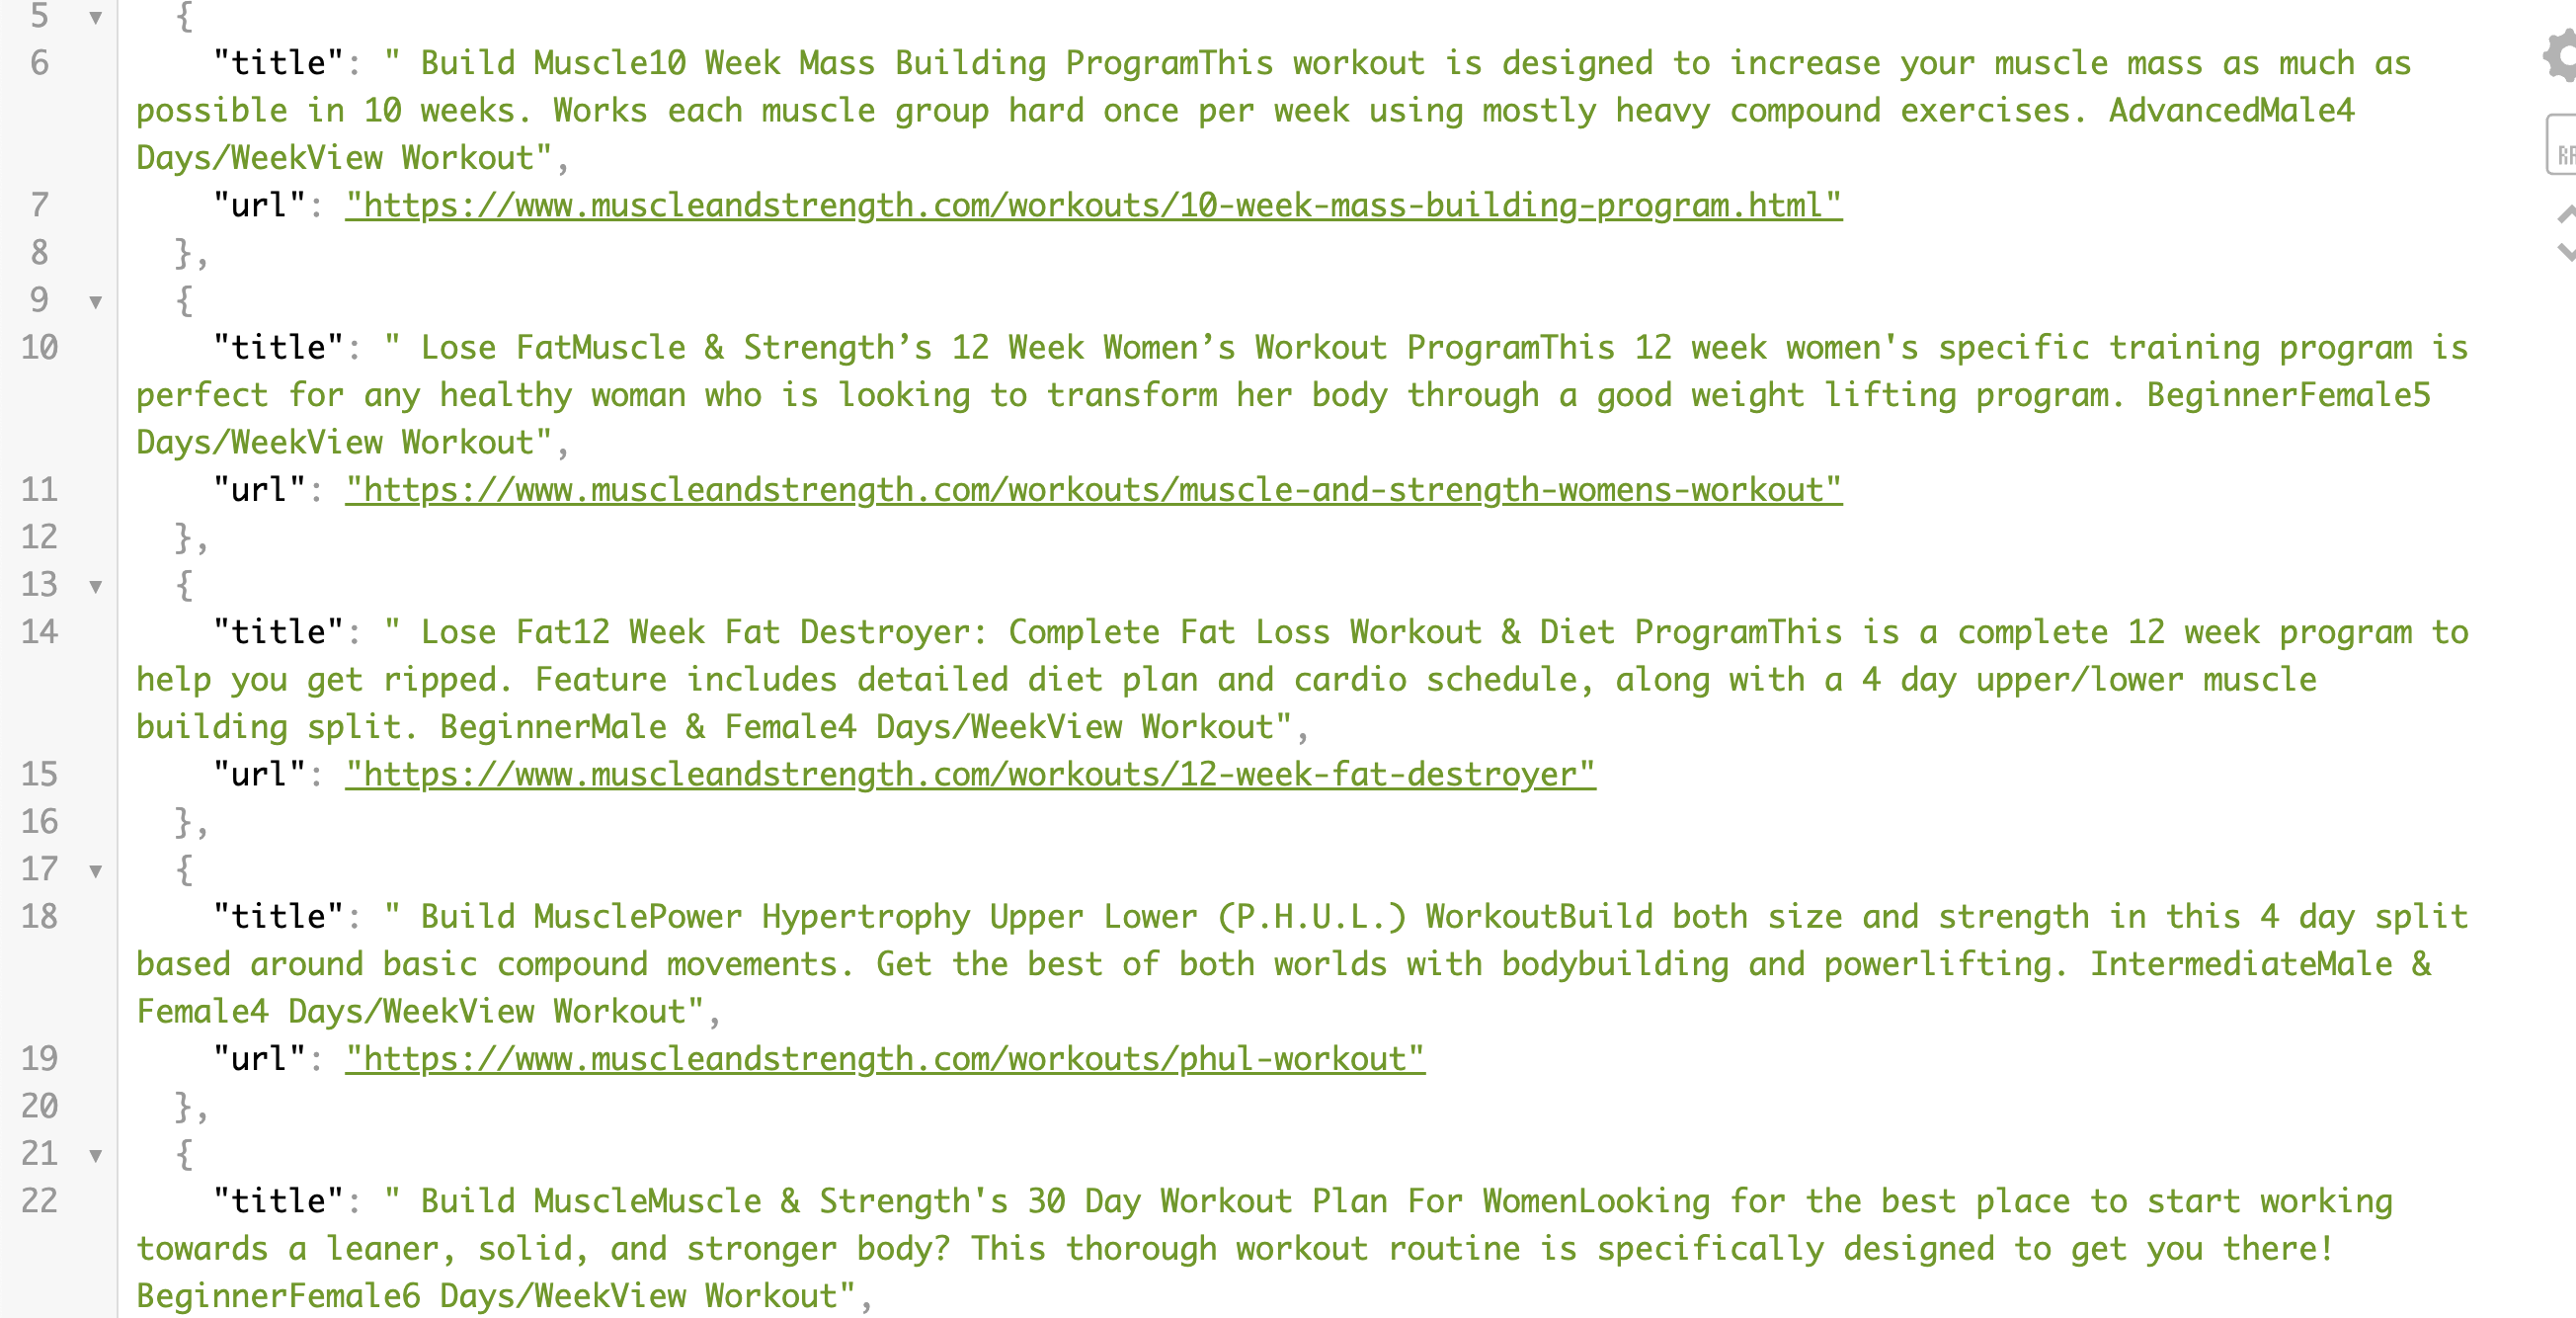 5 ▼ {
6 "title": " Build Muscle10 Week Mass Building ProgramThis workout is designed to increase your muscle mass as much as
possible in 10 weeks. Works each muscle group hard once per week using mostly heavy compound exercises. AdvancedMale4
Days/WeekView Workout",
7 "url": "https://www.muscleandstrength.com/workouts/10-week-mass-building-program.html"
8 },
9 ▼ {
10 "title": " Lose FatMuscle & Strength’s 12 Week Women’s Workout ProgramThis 12 week women's specific training program is
perfect for any healthy woman who is looking to transform her body through a good weight lifting program. BeginnerFemale5
Days/WeekView Workout",
11 "url": "https://www.muscleandstrength.com/workouts/muscle-and-strength-womens-workout"
12 },
13 ▼ {
14 "title": " Lose Fat12 Week Fat Destroyer: Complete Fat Loss Workout & Diet ProgramThis is a complete 12 week program to
help you get ripped. Feature includes detailed diet plan and cardio schedule, along with a 4 day upper/lower muscle
building split. BeginnerMale & Female4 Days/WeekView Workout",
15 "url": "https://www.muscleandstrength.com/workouts/12-week-fat-destroyer"
16 },
17 ▼ {
18 "title": " Build MusclePower Hypertrophy Upper Lower (P.H.U.L.) WorkoutBuild both size and strength in this 4 day split
based around basic compound movements. Get the best of both worlds with bodybuilding and powerlifting. IntermediateMale &
Female4 Days/WeekView Workout",
19 "url": "https://www.muscleandstrength.com/workouts/phul-workout"
20 },
21 ▼ {
22 "title": " Build MuscleMuscle & Strength's 30 Day Workout Plan For WomenLooking for the best place to start working
towards a leaner, solid, and stronger body? This thorough workout routine is specifically designed to get you there!
BeginnerFemale6 Days/WeekView Workout",